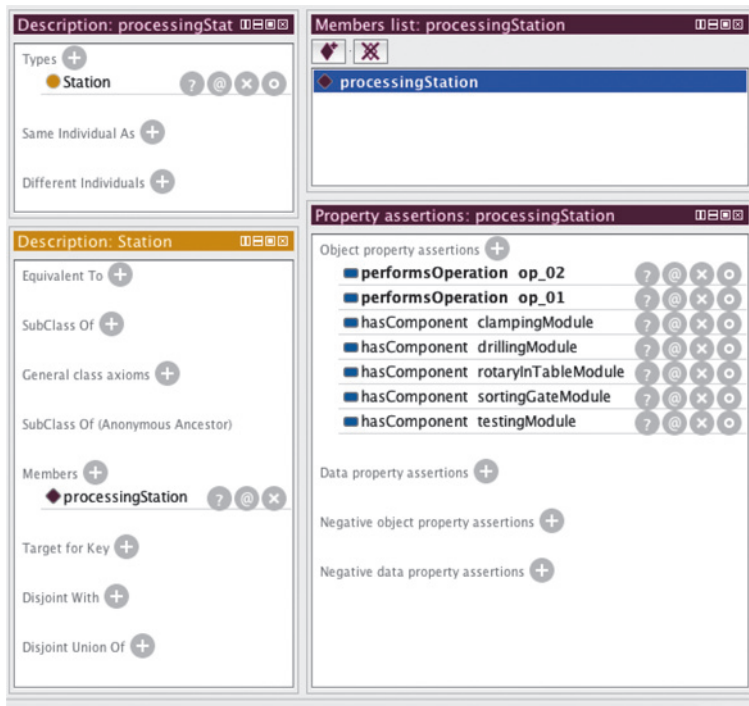 Description: processingStat
Types
Station
Same Individual As
Different Individuals
Description: Station
Equivalent To
SubClass Of
General class axioms
SubClass Of (Anonymous Ancestor)
Members
processingStation
Target for Key
Disjoint With
Disjoint Union Of
Members list: processingStation
processingStation
Property assertions: processingStation
Object property assertions
performsOperation op_02
performsOperation op_01
hasComponent clampingModule
hasComponent drillingModule
hasComponent rotaryInTableModule
hasComponent sortingGateModule
hasComponent testingModule
Data property assertions
Negative object property assertions
Negative data property assertions